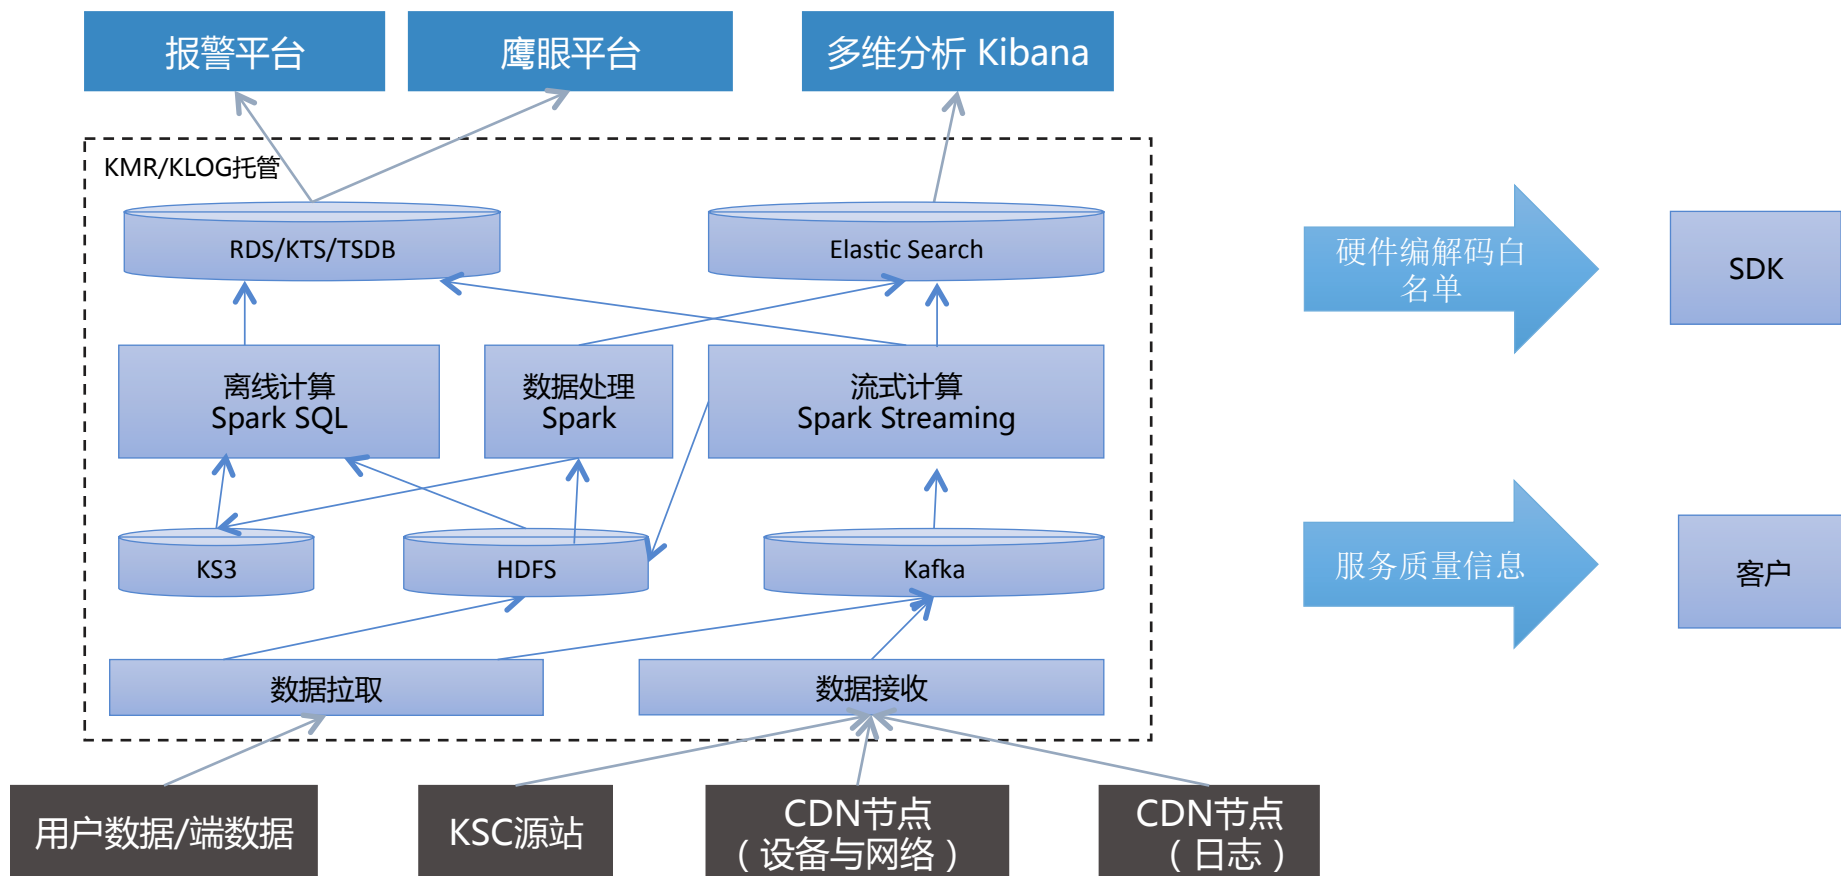 报警平台
鹰眼平台
多维分析 Kibana
KMR/KLOG托管
RDS/KTS/TSDB
Elastic Search
硬件编解码白
名单
SDK
离线计算
Spark SQL
数据处理
Spark
流式计算
Spark Streaming
KS3
HDFS
Kafka
服务质量信息
客户
数据拉取
数据接收
用户数据/端数据
KSC源站
CDN节点
（设备与网络）
CDN节点
（日志）